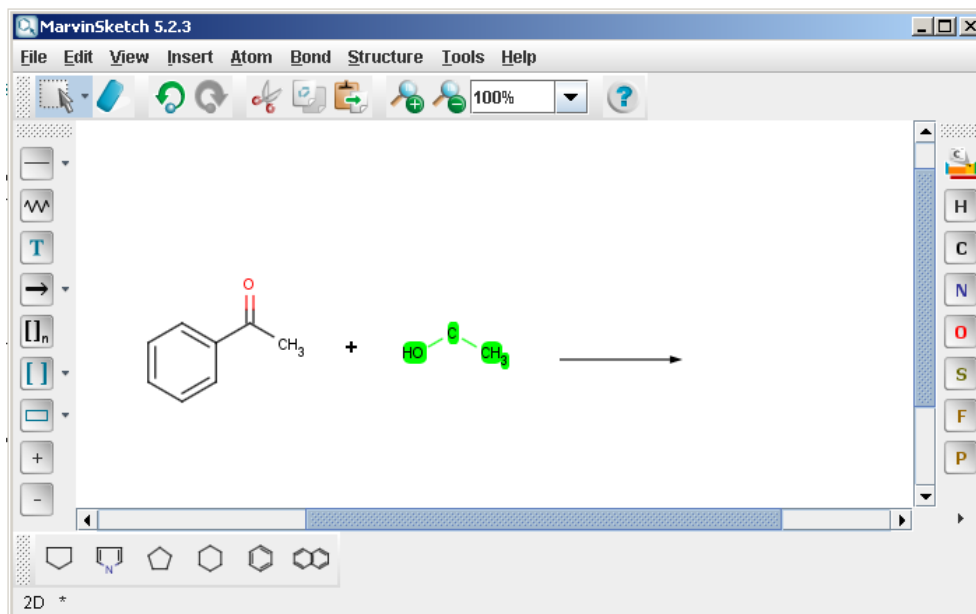 MarvinSketch 5.2.3
File Edit View Insert Atom Bond Structure Tools Help
100% ?
T
[]n
[ ]
+
-
O
CH3
+
HO C CH3
C
H
C
N
O
S
F
P
N
2D *